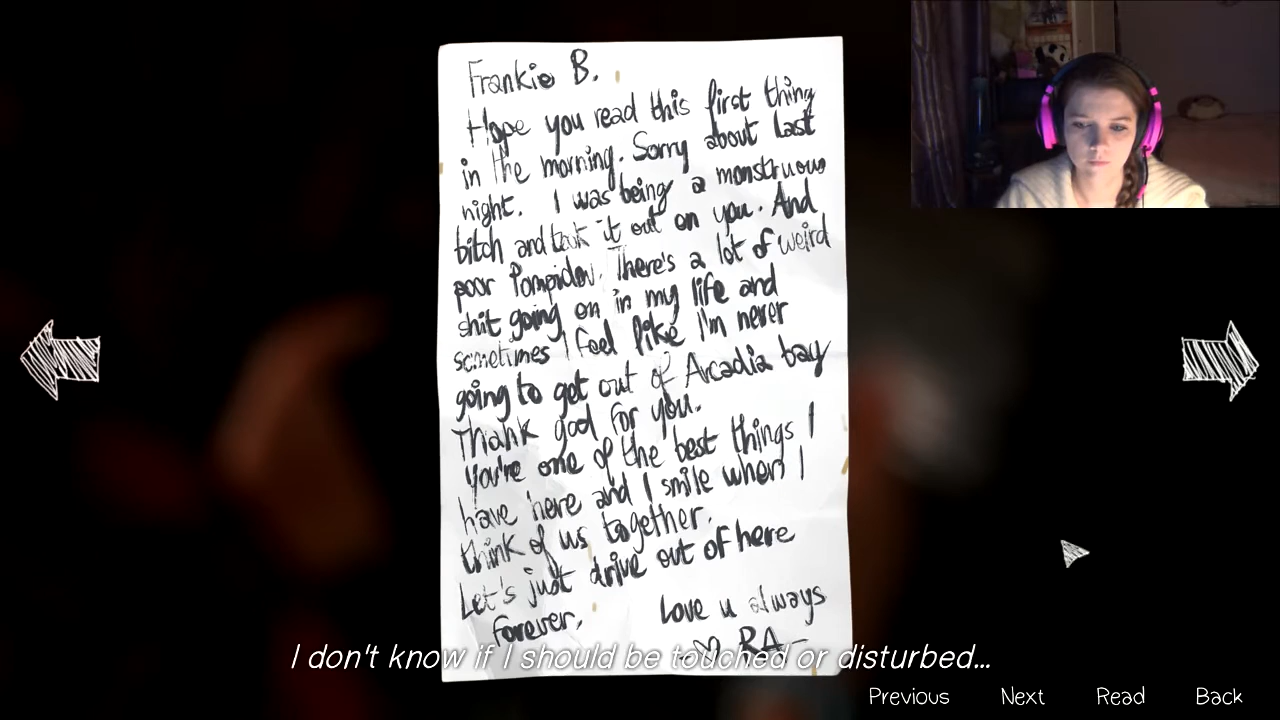 Frankie B.
Hope you read this first thing
in the morning. Sorry about last
night. I was being a monstruous
bitch and took it out on you. And
poor Pompidou. There's a lot of weird
shit going on in my life and
sometimes I feel like I'm never
going to get out of Arcadia bay
Thank god for you.
You're one of the best things I
have here and I smile when I
think of us together.
Let's just drive out of here
forever.
Love u always
-♡ RA-
I don't know if I should be touched or disturbed...
Previous Next Read Back